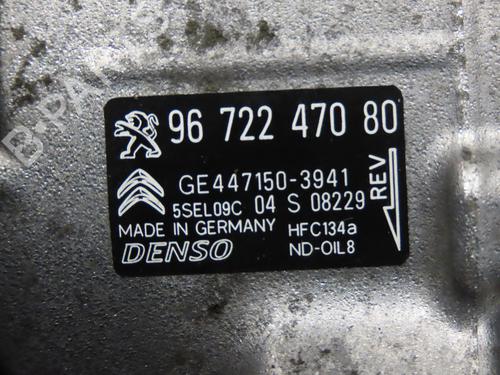 96 722 470 80
GE447150-3941
5SEL09C 04 S 08229
MADE IN GERMANY
HFC134a
DENSO
ND-OIL8
REV
B-PARTS